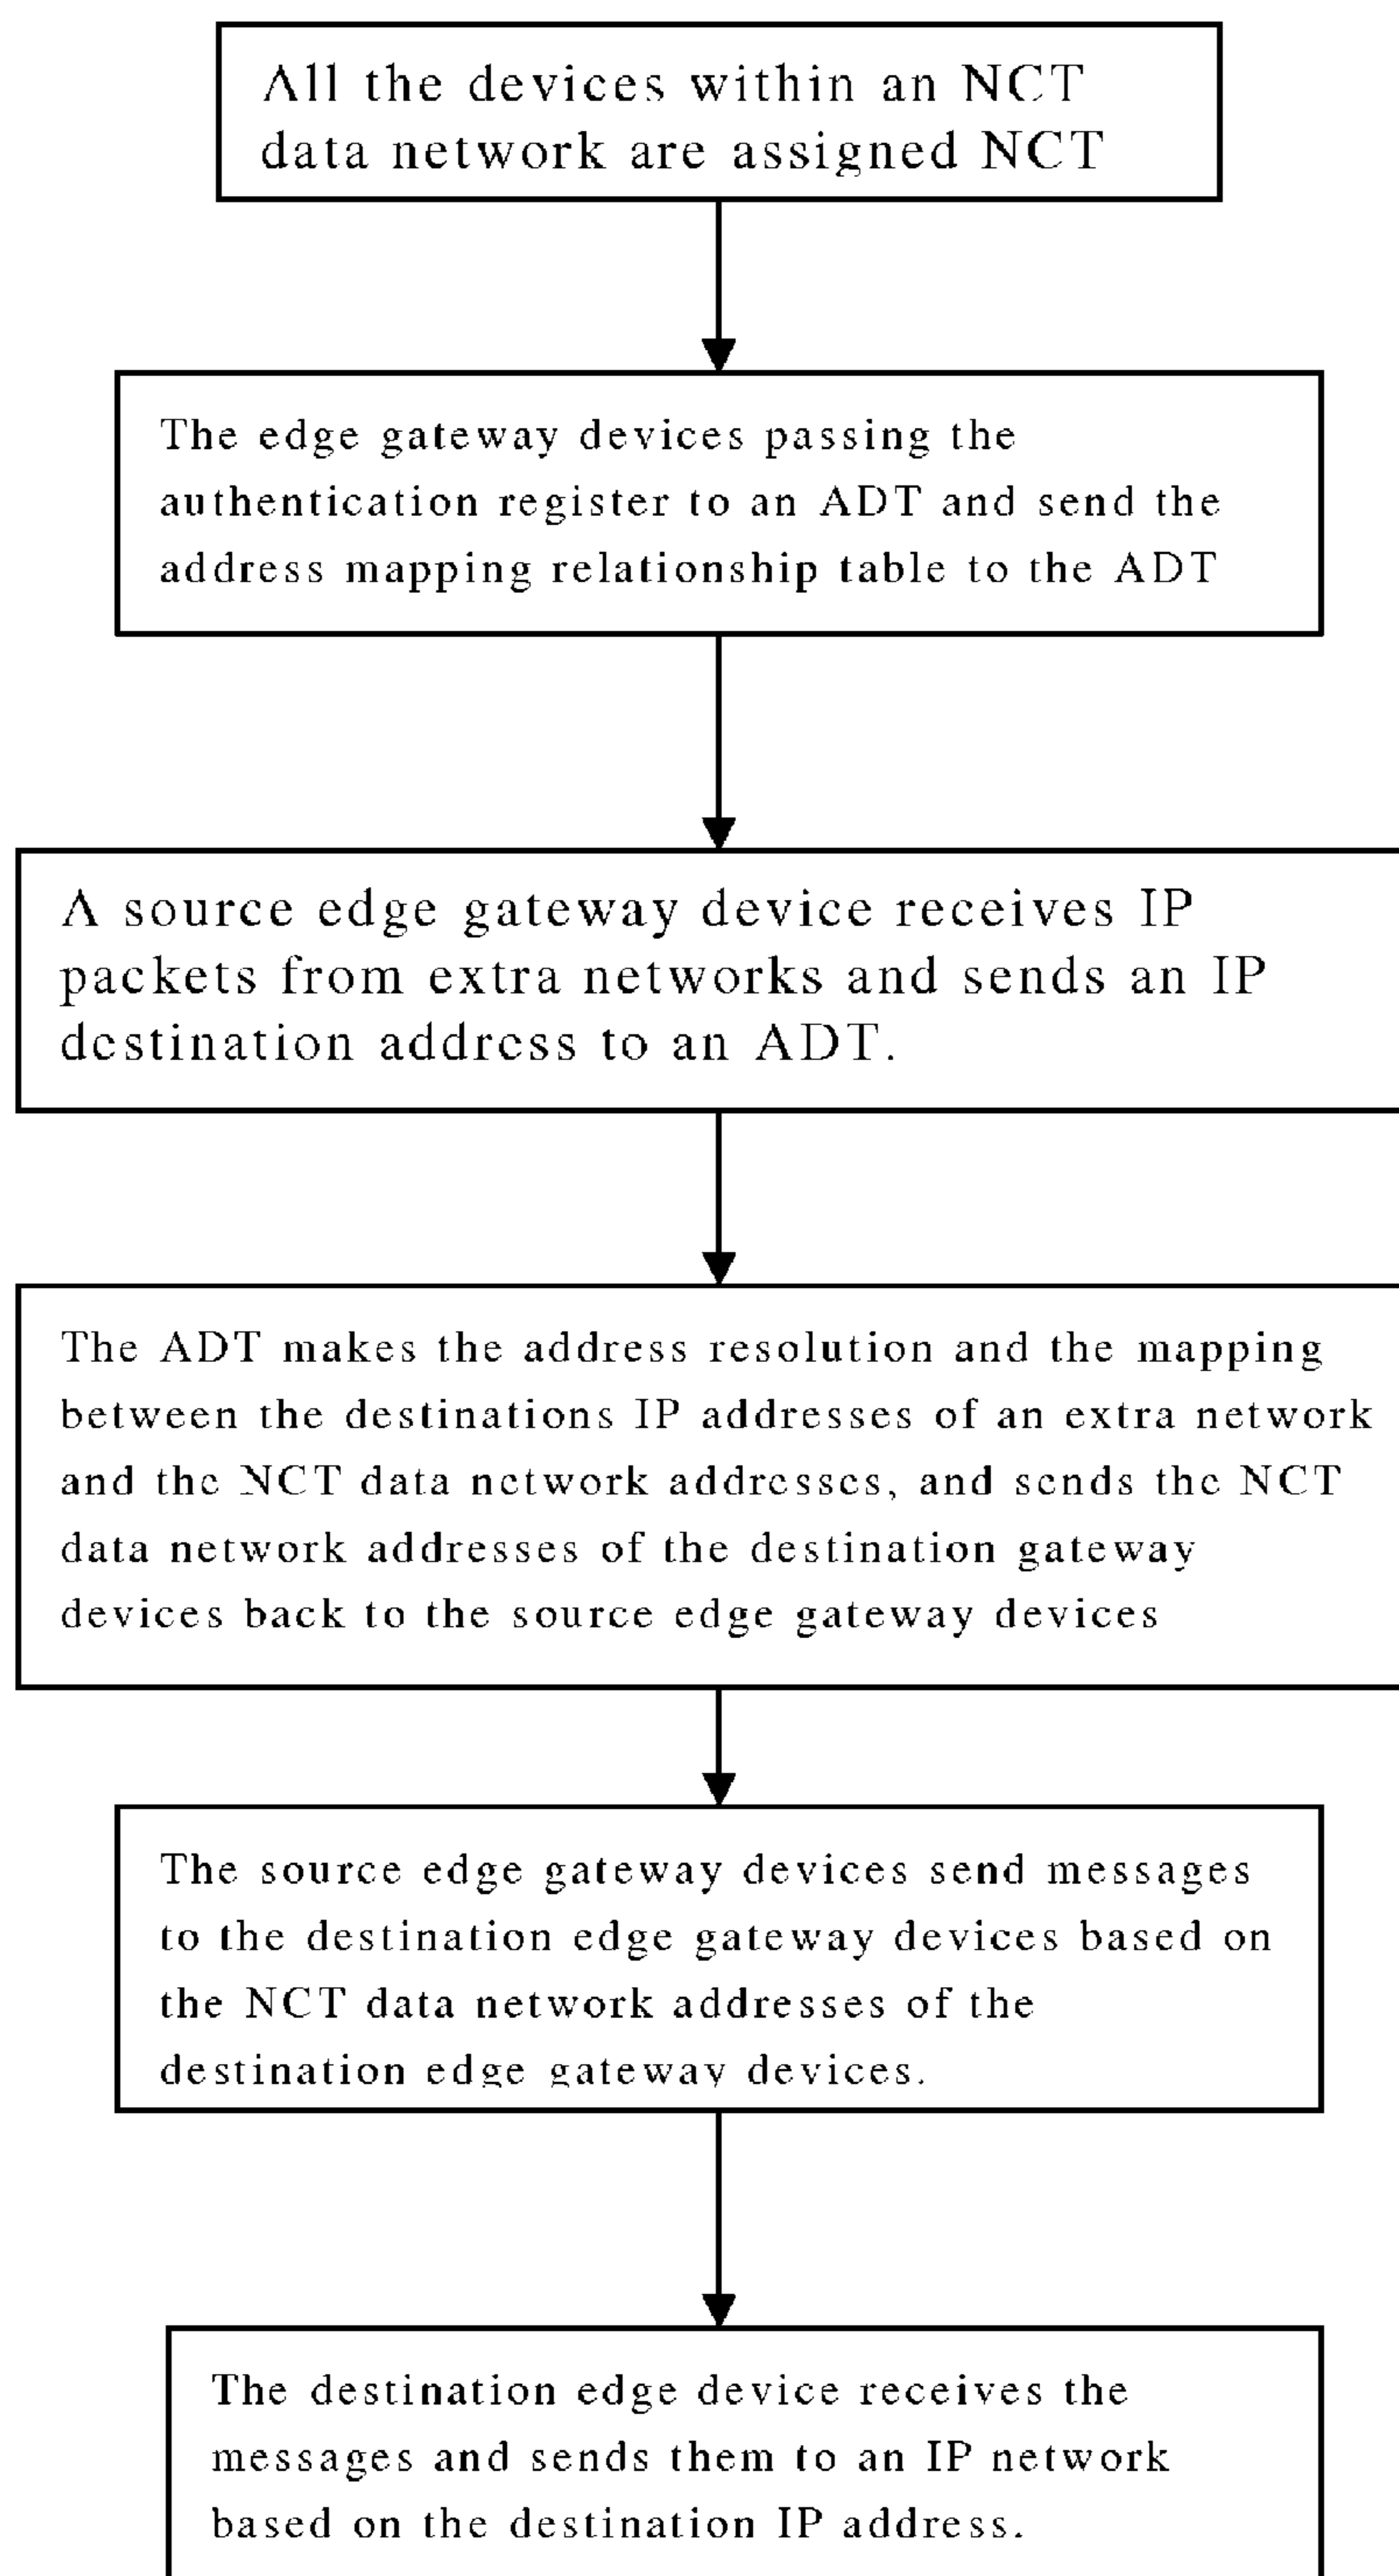 All the devices within an NCT
data network are assigned NCT
The edge gateway devices passing the
authentication register to an ADT and send the
address mapping relationship table to the ADT
A source edge gateway device receives IP
packets from extra networks and sends an IP
destination address to an ADT.
The ADT makes the address resolution and the mapping
between the destinations IP addresses of an extra network
and the NCT data network addresses, and sends the NCT
data network addresses of the destination gateway
devices back to the source edge gateway devices
The source edge gateway devices send messages
to the destination edge gateway devices based on
the NCT data network addresses of the
destination edge gateway devices.
The destination edge device receives the
messages and sends them to an IP network
based on the destination IP address.